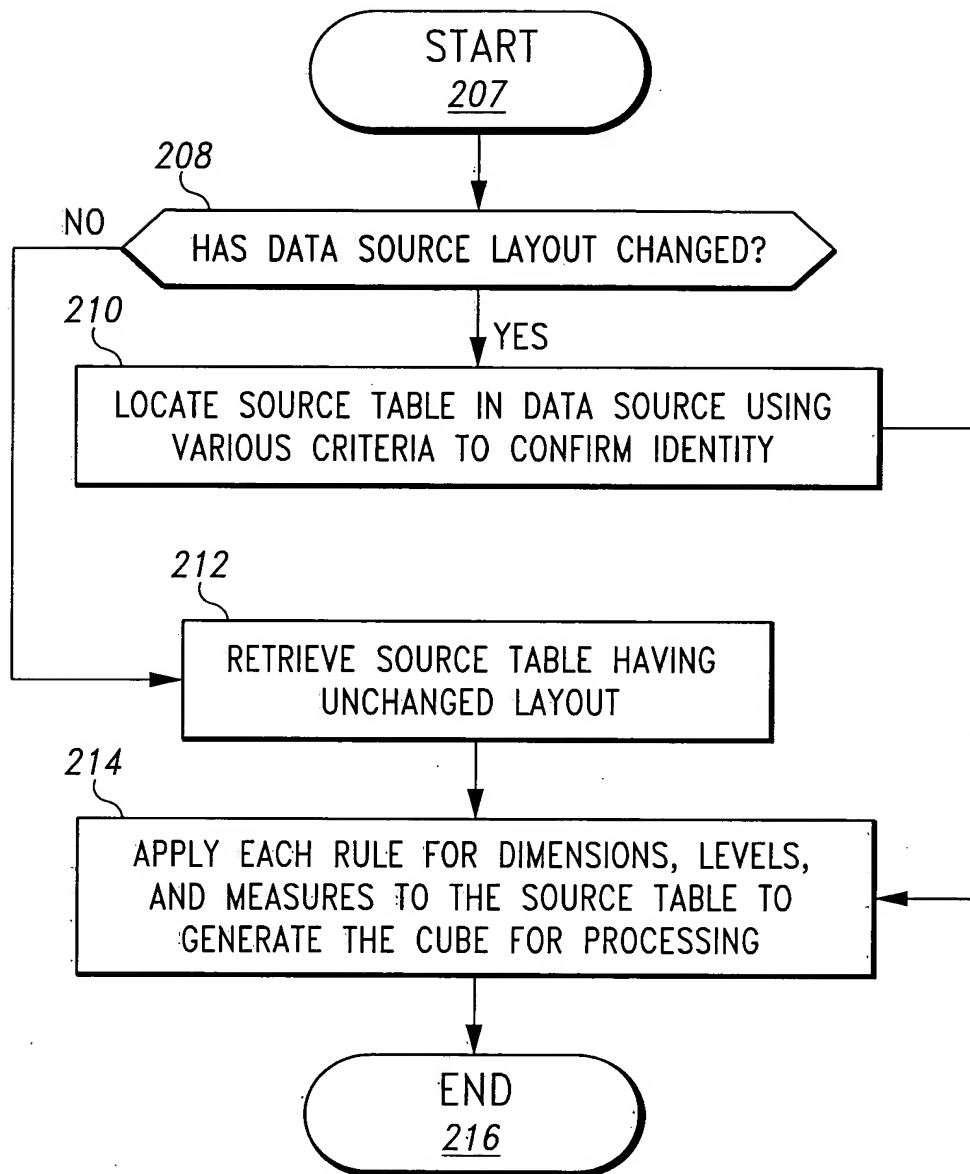 START
207
208
NO
HAS DATA SOURCE LAYOUT CHANGED?
210
YES
LOCATE SOURCE TABLE IN DATA SOURCE USING
VARIOUS CRITERIA TO CONFIRM IDENTITY
212
RETRIEVE SOURCE TABLE HAVING
UNCHANGED LAYOUT
214
APPLY EACH RULE FOR DIMENSIONS, LEVELS,
AND MEASURES TO THE SOURCE TABLE TO
GENERATE THE CUBE FOR PROCESSING
END
216